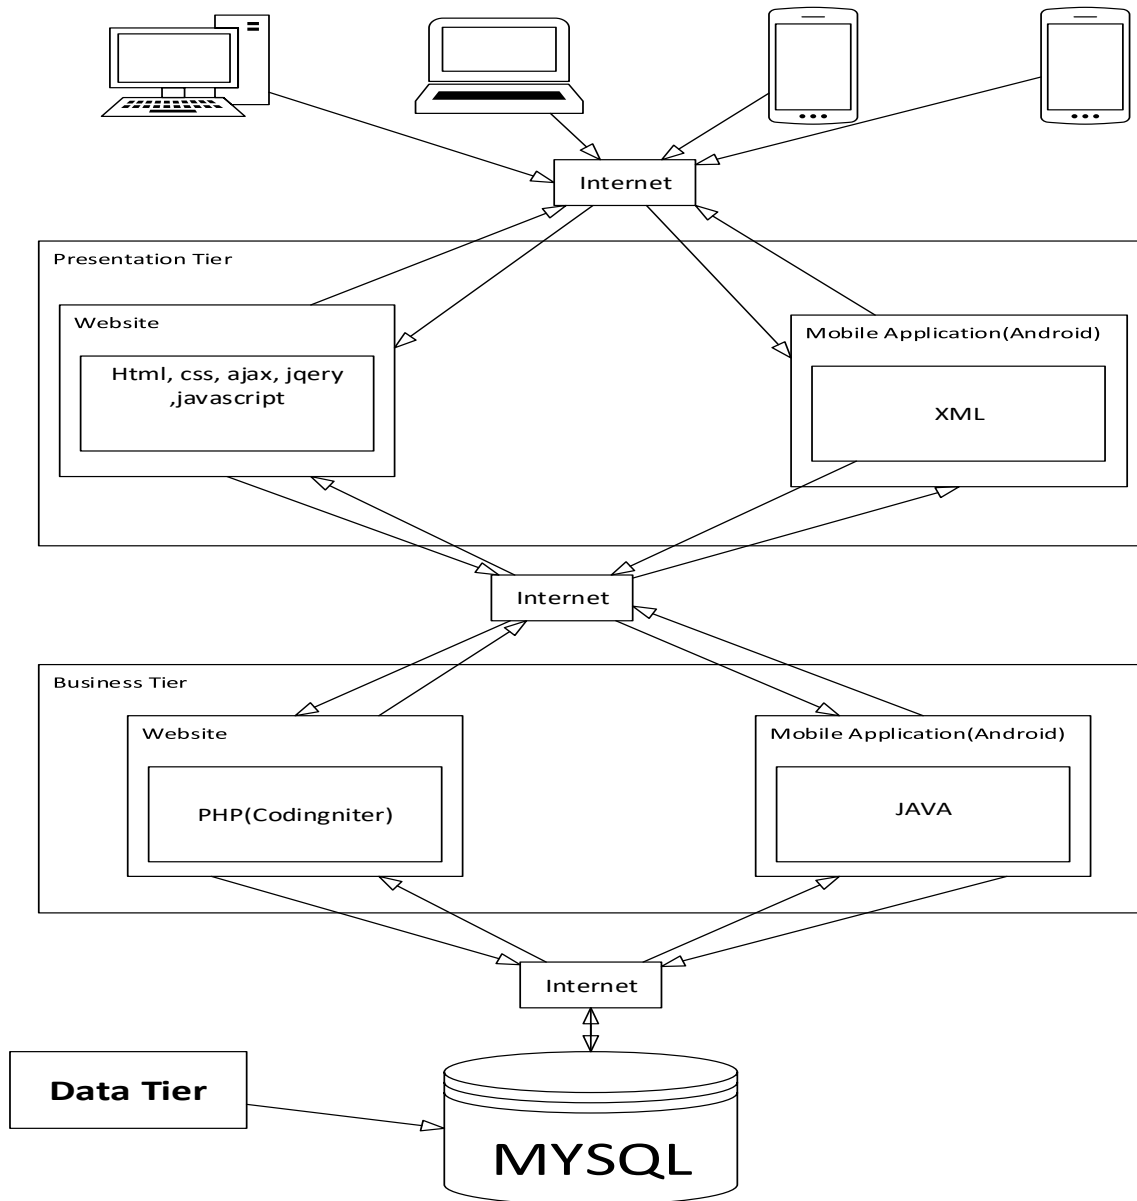 Internet
Presentation Tier
Website
Html, css, ajax, jqery
,javascript
Mobile Application(Android)
XML
Internet
Business Tier
Website
PHP(Codingniter)
Mobile Application(Android)
JAVA
Internet
Data Tier
MYSQL